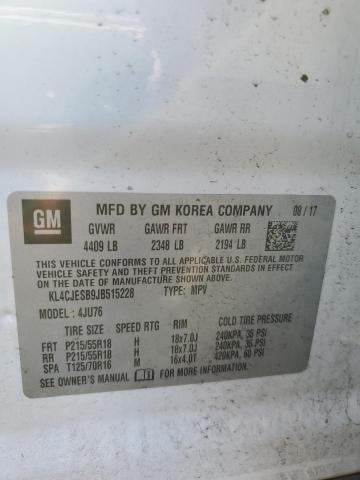 GM
MFD BY GM KOREA COMPANY 08/17
GVWR GAWR FRT GAWR RR
4409 LB 2348 LB 2194 LB
THIS VEHICLE CONFORMS TO ALL APPLICABLE U.S. FEDERAL MOTOR
VEHICLE SAFETY, BUMPER, AND THEFT PREVENTION STANDARDS IN
EFFECT ON THE DATE OF MANUFACTURE SHOWN ABOVE.
KL4CJESB9JB515228 TYPE: MPV
MODEL: 4JU76
TIRE SIZE SPEED RTG RIM COLD TIRE PRESSURE
FRT P215/55R18 H 18x7.0J 240KPA, 35 PSI
RR P215/55R18 H 18x7.0J 240KPA, 35 PSI
SPA T125/70R16 M 16x4.0T 420KPA, 60 PSI
SEE OWNER'S MANUAL FOR MORE INFORMATION.